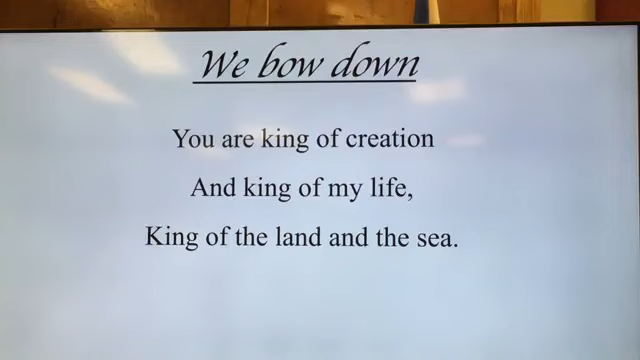 We bow down
You are king of creation
And king of my life,
King of the land and the sea.